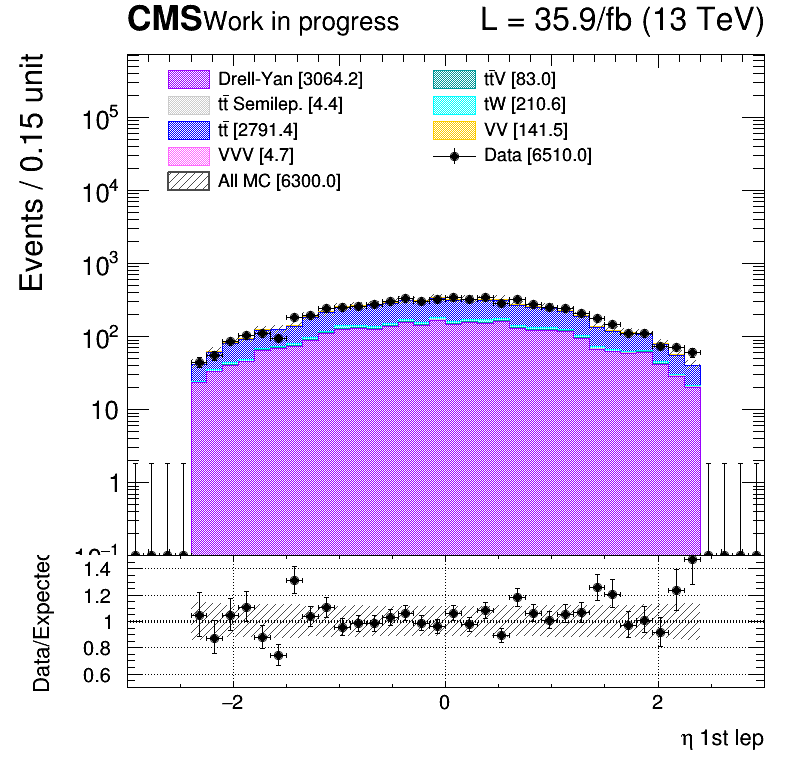 CMS Work in progress L = 35.9/fb (13 TeV)
Events / 0.15 unit
Drell-Yan [3064.2]
tt̄ Semilep. [4.4]
tt̄ [2791.4]
VVV [4.7]
All MC [6300.0]
tt̄V [83.0]
tW [210.6]
VV [141.5]
Data [6510.0]
10⁵
10⁴
10³
10²
10
1
Data/Expected
1.4
1.2
1
0.8
0.6
−2 0 2
η 1st lep